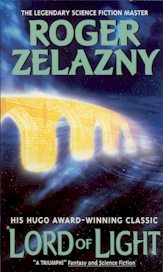 THE LEGENDARY SCIENCE FICTION MASTER
ROGER
ZELAZNY
HIS HUGO AWARD-WINNING CLASSIC
LORD OF LIGHT
"A TRIUMPH!" Fantasy and Science Fiction